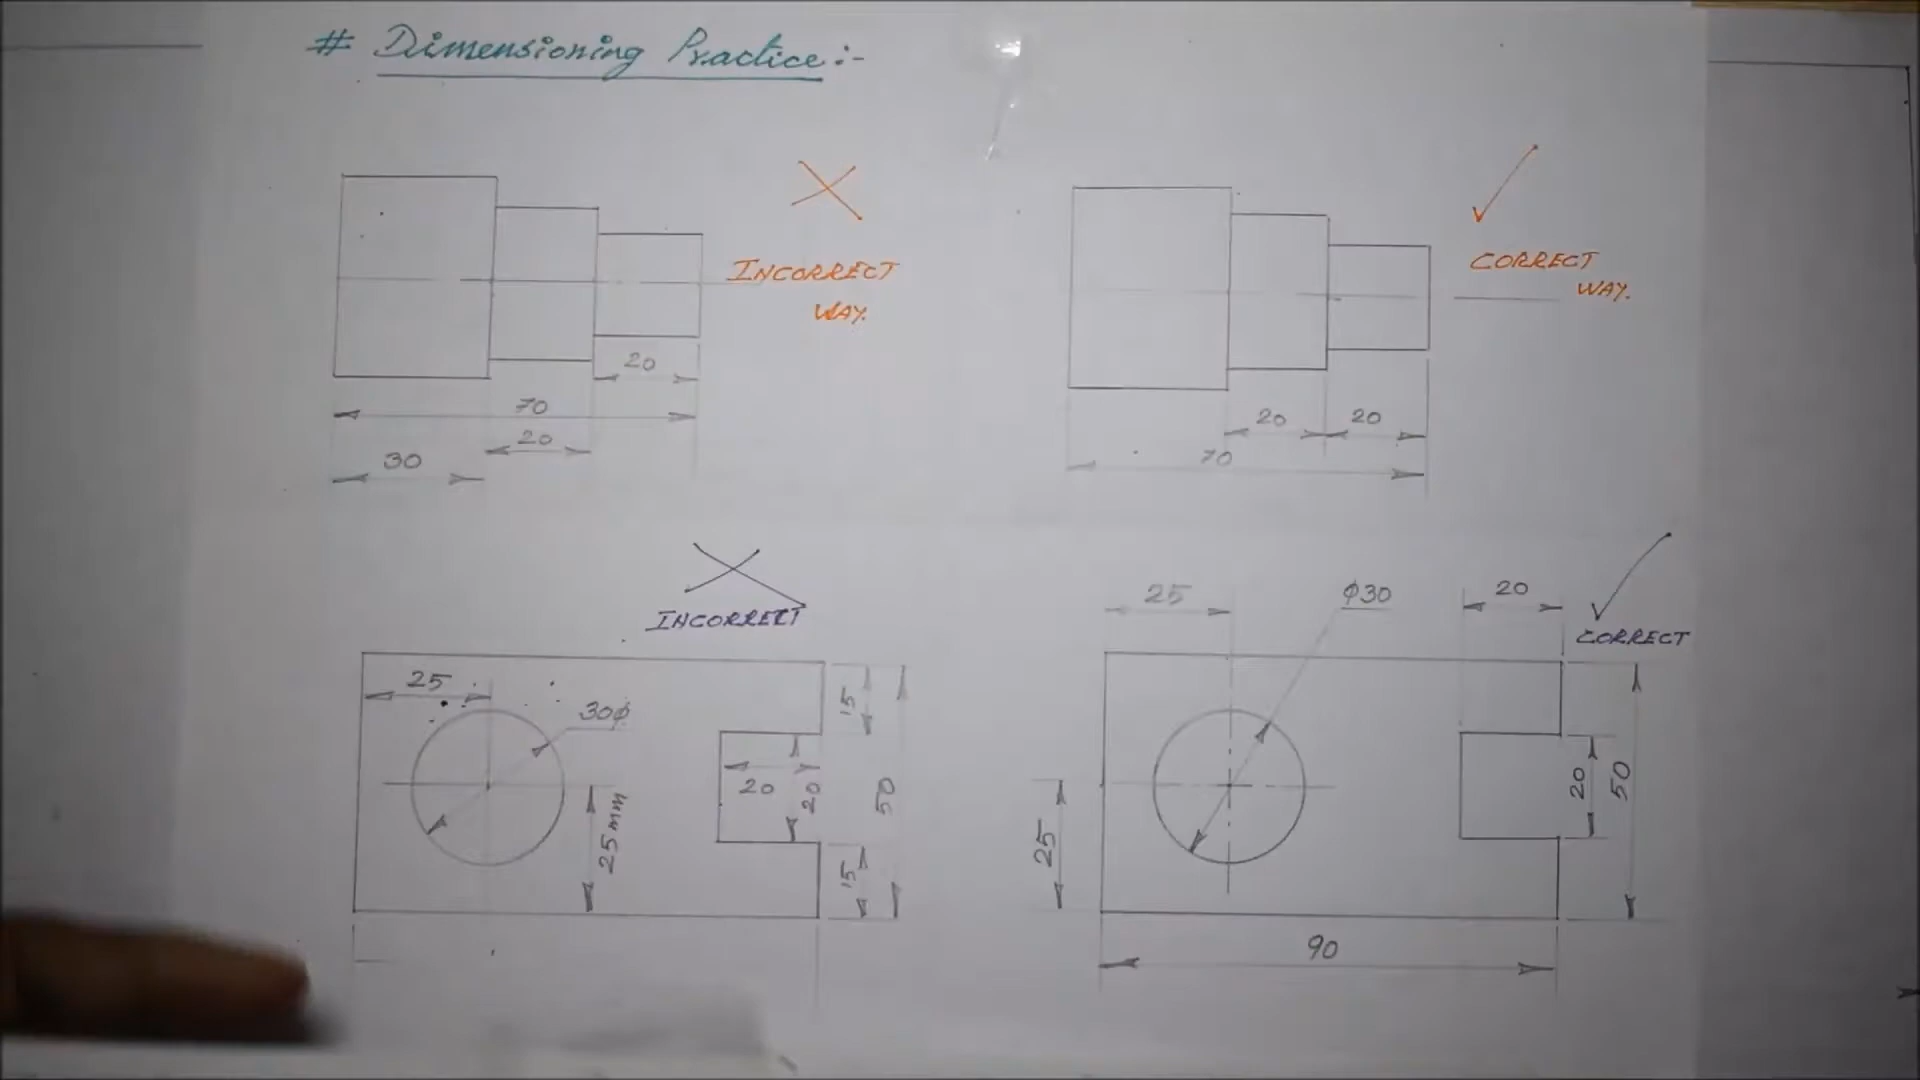 # Dimensioning Practice:-
INCORRECT
WAY.
20
70
20
30
CORRECT
WAY.
20 20
70
INCORRECT
25
30ϕ
15
20
20
50
25mm
15
CORRECT
25
ϕ30
20
20
50
25
90